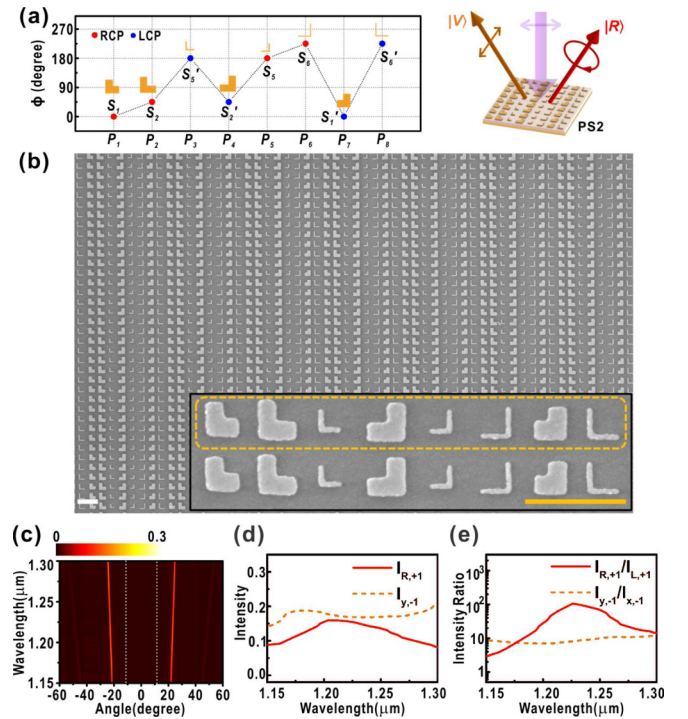 (a)
270
180
90
0
Φ (degree)
RCP LCP
S1 S2 S5' S2' S5 S6 S1' S6'
P1 P2 P3 P4 P5 P6 P7 P8
|V⟩ |R⟩
PS2
(b)
(c)
0 0.3
Wavelength(μm)
1.30
1.25
1.20
1.15
-60 -40 -20 0 20 40 60
Angle(degree)
(d)
Intensity
0.3
0.2
0.1
0.0
IR,+1
Iy,-1
1.15 1.20 1.25 1.30
Wavelength(μm)
(e)
Intensity Ratio
10²
10
1
IR,+1/IL,+1
Iy,-1/Ix,-1
1.15 1.20 1.25 1.30
Wavelength(μm)